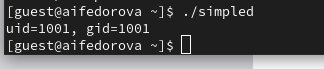 [guest@aifedorova ~]$ ./simpled
uid=1001, gid=1001
[guest@aifedorova ~]$